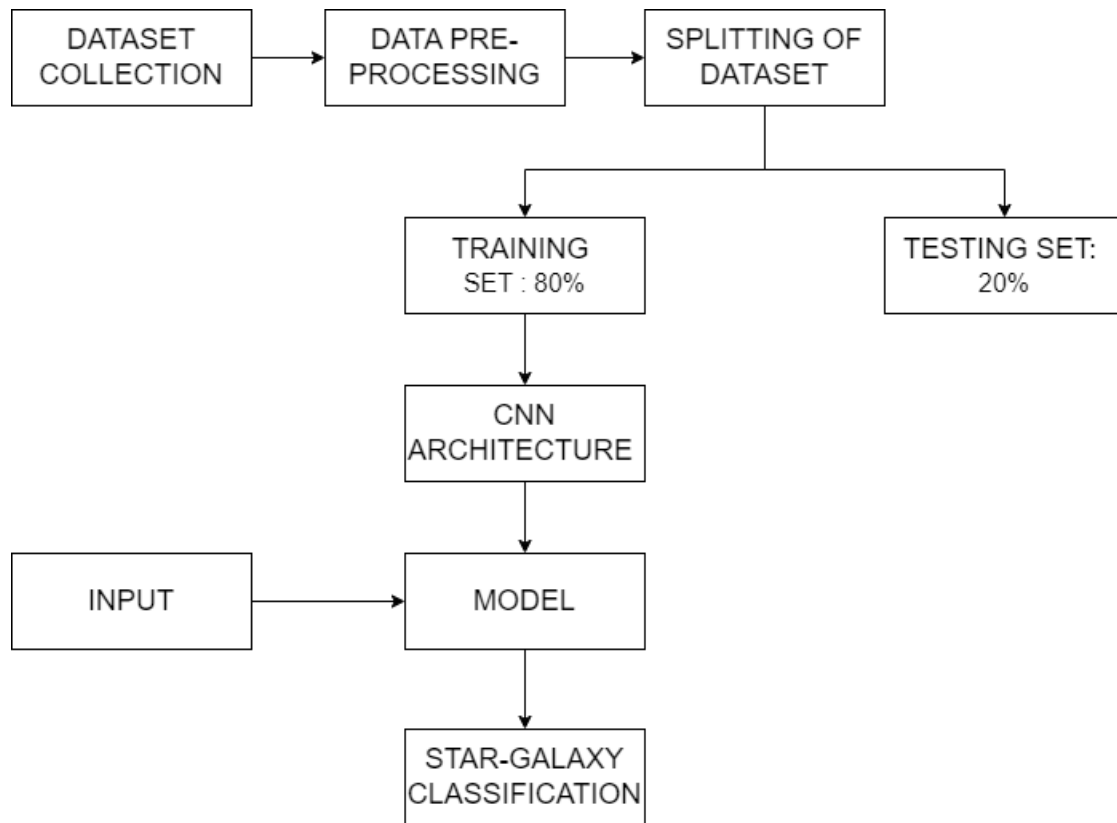 DATASET
COLLECTION
DATA PRE-
PROCESSING
SPLITTING OF
DATASET
TRAINING
SET : 80%
TESTING SET:
20%
CNN
ARCHITECTURE
INPUT
MODEL
STAR-GALAXY
CLASSIFICATION